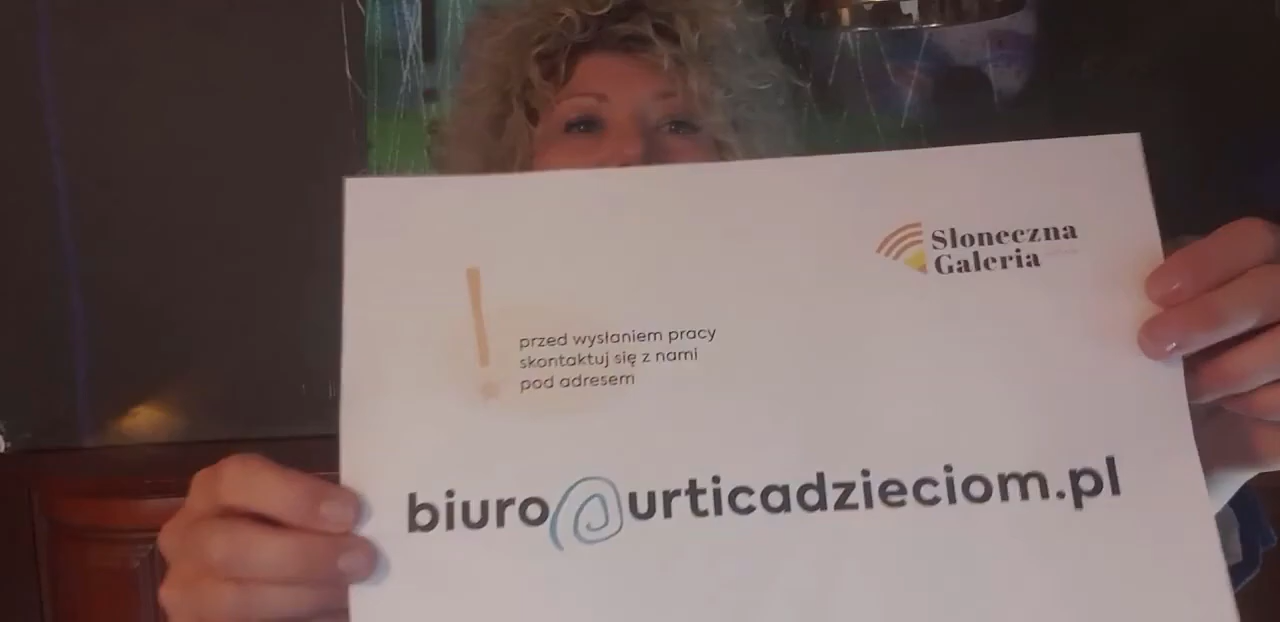 Słoneczna
Galeria
!
przed wysłaniem pracy
skontaktuj się z nami
pod adresem
biuro@urticadzieciom.pl